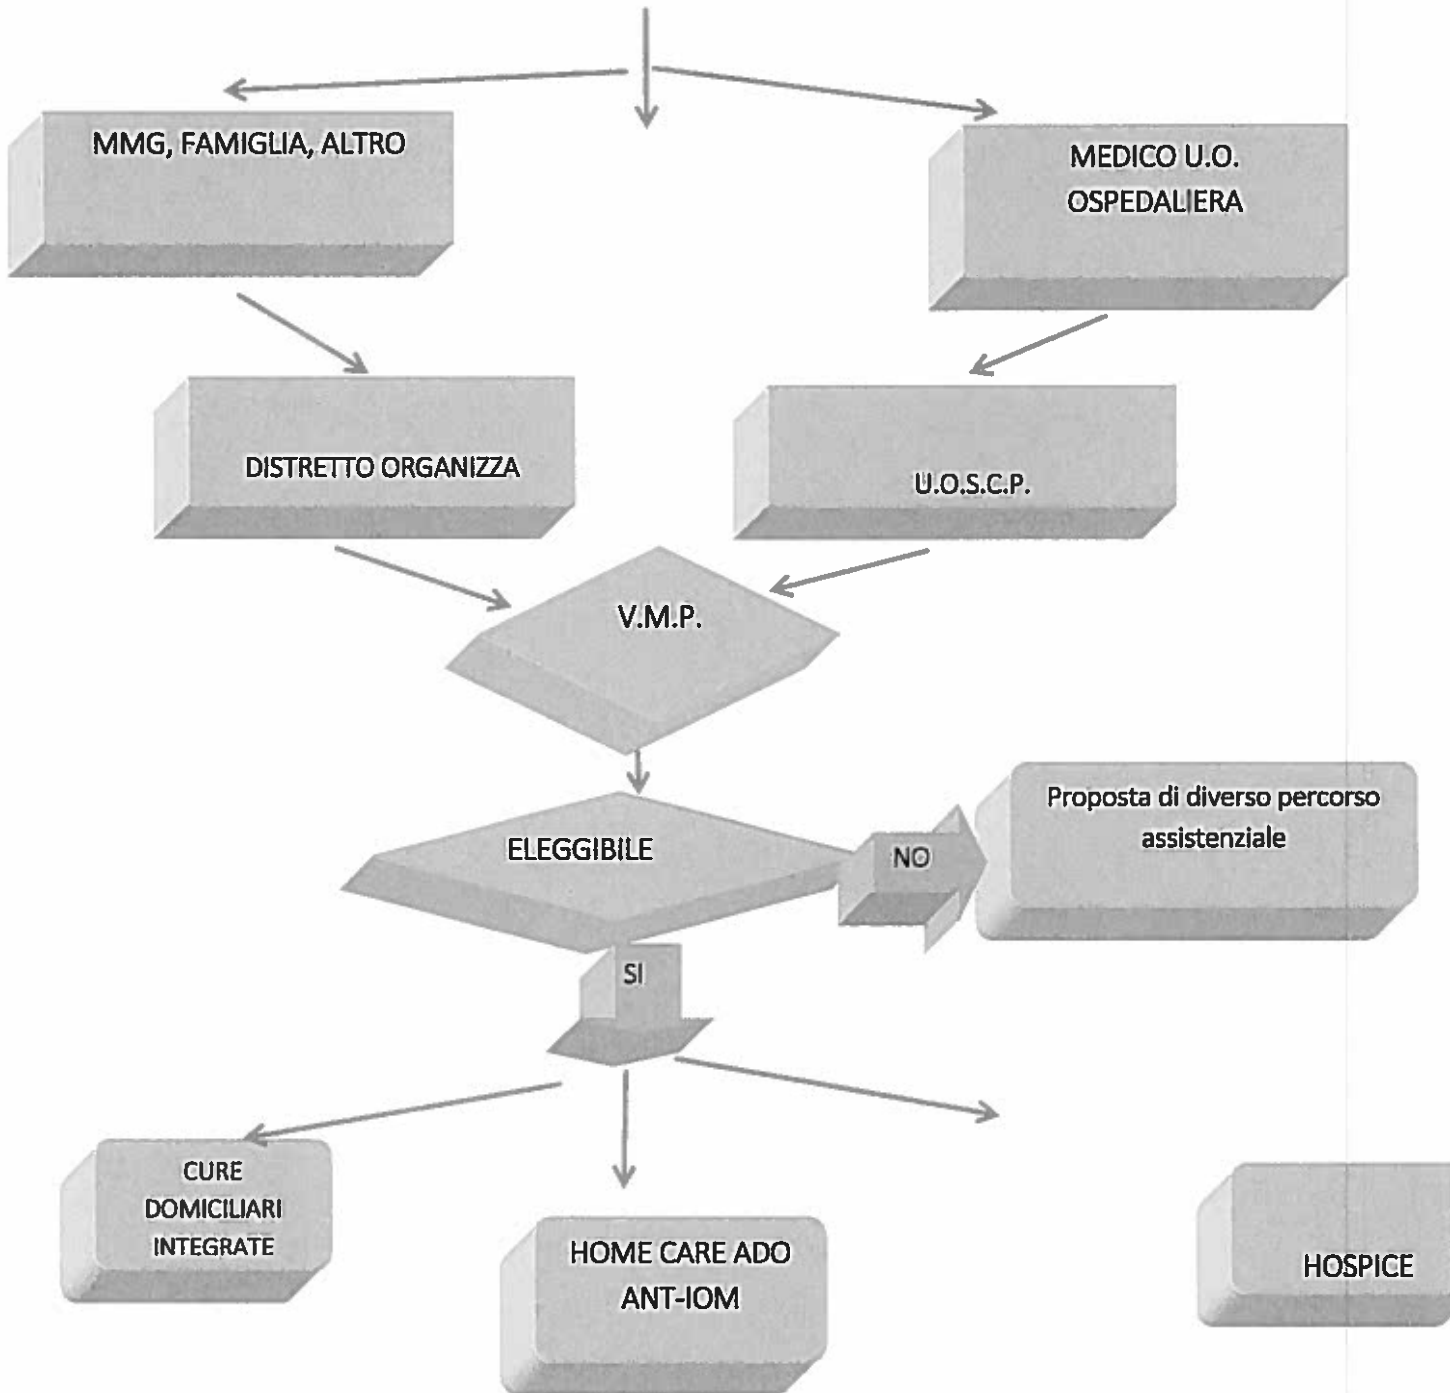 MMG, FAMIGLIA, ALTRO
MEDICO U.O.
OSPEDALIERA
DISTRETTO ORGANIZZA
U.O.S.C.P.
V.M.P.
ELEGGIBILE
NO
Proposta di diverso percorso
assistenziale
SI
CURE
DOMICILIARI
INTEGRATE
HOME CARE ADO
ANT-IOM
HOSPICE